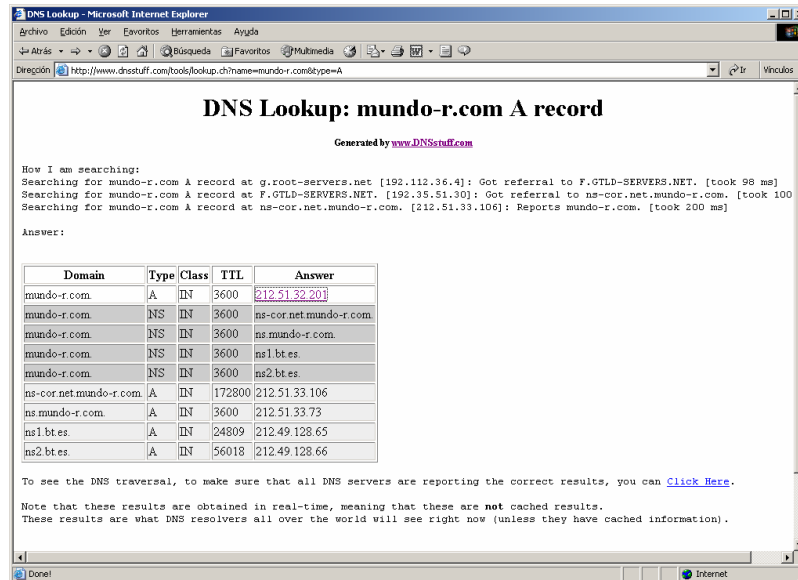 DNS Lookup - Microsoft Internet Explorer
Archivo Edición Ver Favoritos Herramientas Ayuda
Atrás Búsqueda Favoritos Multimedia
Dirección http://www.dnsstuff.com/tools/lookup.ch?name=mundo-r.com&type=A Ir Vínculos
DNS Lookup: mundo-r.com A record
Generated by www.DNSstuff.com
How I am searching:
Searching for mundo-r.com A record at g.root-servers.net [192.112.36.4]: Got referral to F.GTLD-SERVERS.NET. [took 98 ms]
Searching for mundo-r.com A record at F.GTLD-SERVERS.NET. [192.35.51.30]: Got referral to ns-cor.net.mundo-r.com. [took 100
Searching for mundo-r.com A record at ns-cor.net.mundo-r.com. [212.51.33.106]: Reports mundo-r.com. [took 200 ms]
Answer:
Domain Type Class TTL Answer
mundo-r.com. A IN 3600 212.51.32.201
mundo-r.com. NS IN 3600 ns-cor.net.mundo-r.com.
mundo-r.com. NS IN 3600 ns.mundo-r.com.
mundo-r.com. NS IN 3600 ns1.bt.es.
mundo-r.com. NS IN 3600 ns2.bt.es.
ns-cor.net.mundo-r.com. A IN 172800 212.51.33.106
ns.mundo-r.com. A IN 3600 212.51.33.73
ns1.bt.es. A IN 24809 212.49.128.65
ns2.bt.es. A IN 56018 212.49.128.66
To see the DNS traversal, to make sure that all DNS servers are reporting the correct results, you can Click Here.
Note that these results are obtained in real-time, meaning that these are not cached results.
These results are what DNS resolvers all over the world will see right now (unless they have cached information).
Done! Internet